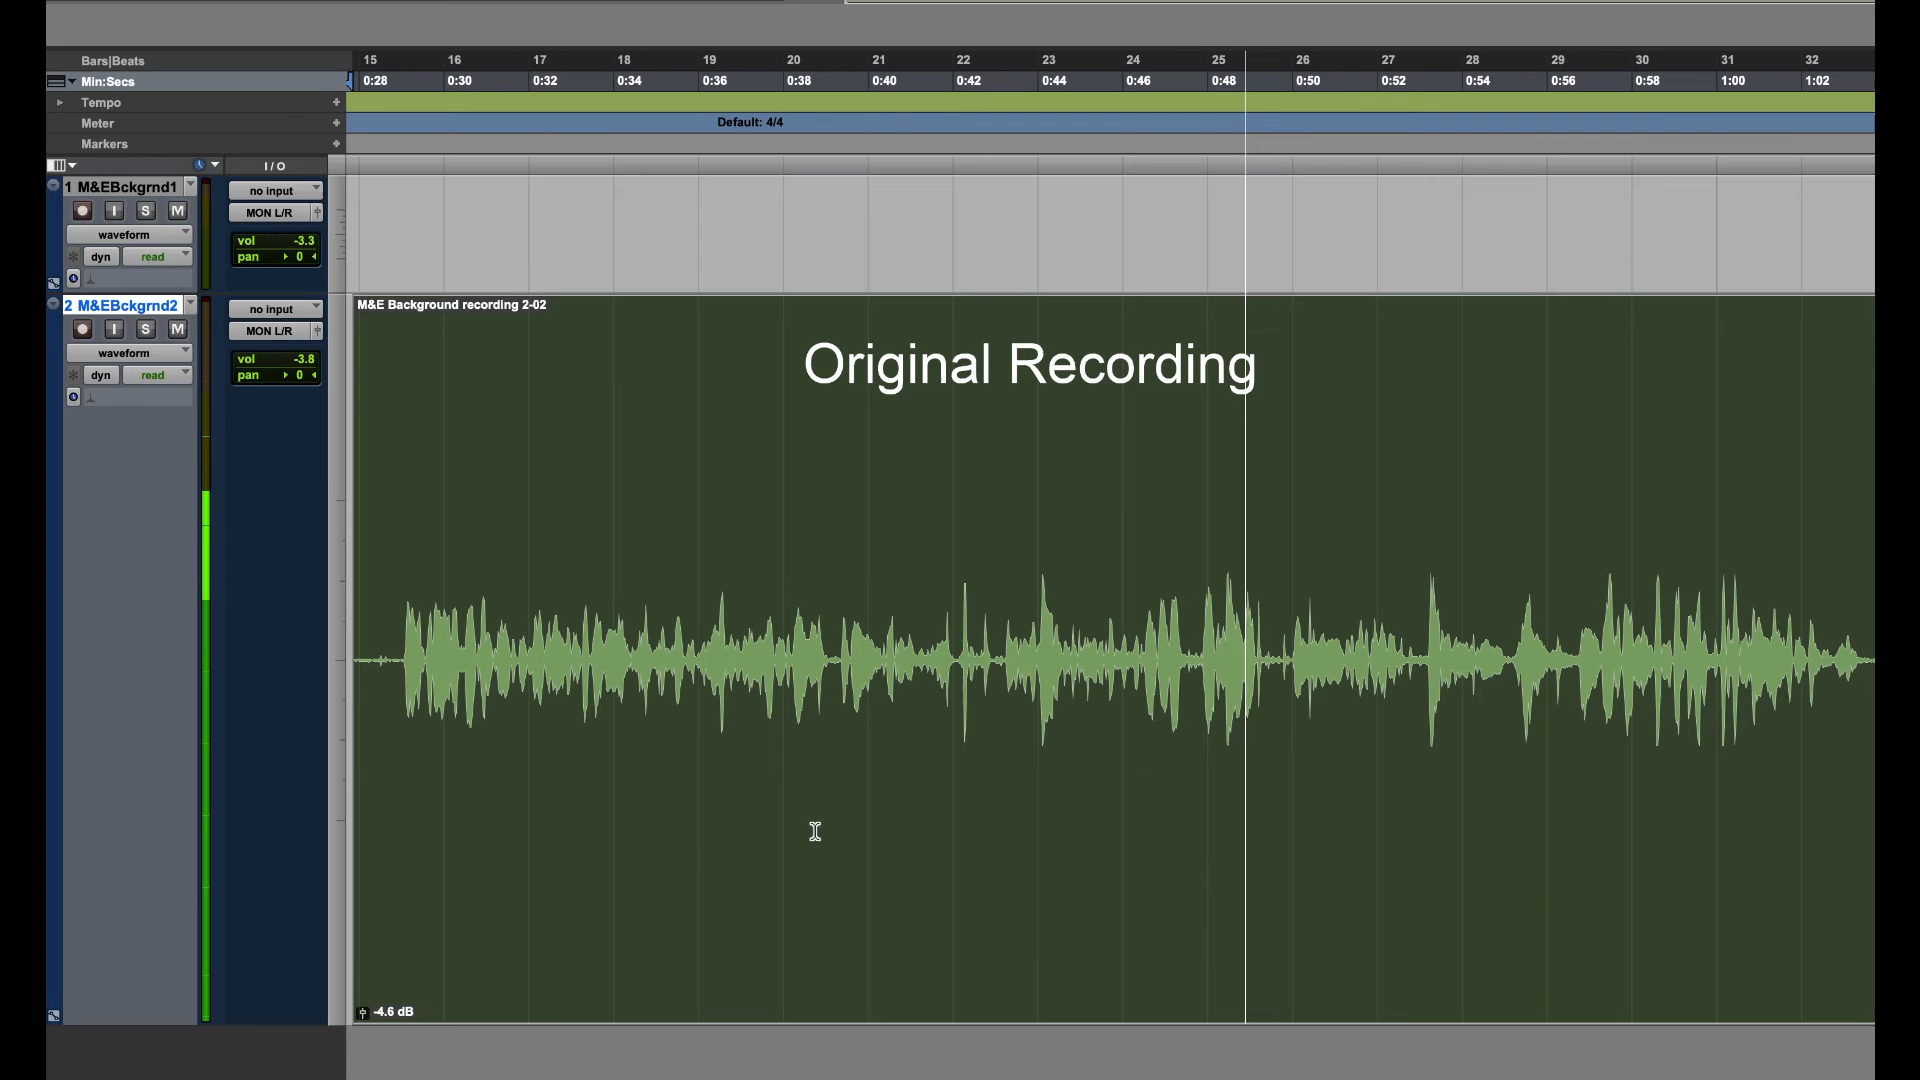 Bars|Beats 15 16 17 18 19 20 21 22 23 24 25 26 27 28 29 30 31 32
Min:Secs 0:28 0:30 0:32 0:34 0:36 0:38 0:40 0:42 0:44 0:46 0:48 0:50 0:52 0:54 0:56 0:58 1:00 1:02
Tempo +
Meter + Default: 4/4
Markers +
I / O
1 M&EBckgrnd1 no input
I S M MON L/R
waveform vol -3.3
dyn read pan 0
2 M&EBckgrnd2 no input M&E Background recording 2-02
I S M MON L/R
waveform vol -3.8
dyn read pan 0
Original Recording
-4.6 dB